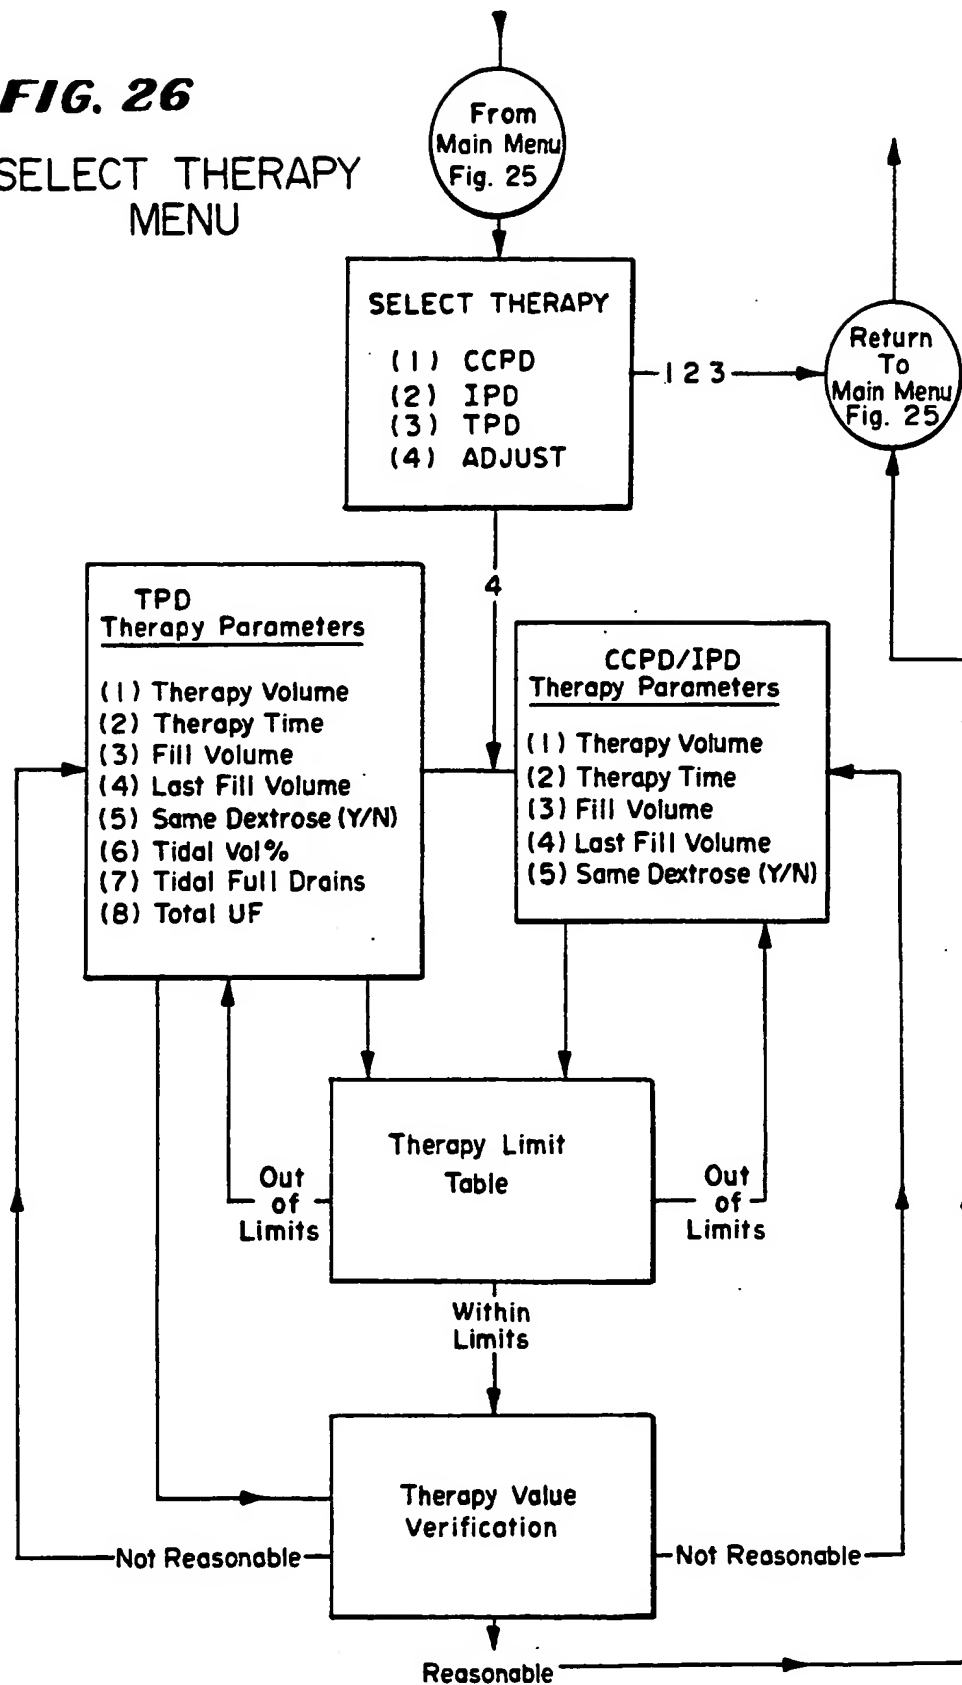 FIG. 26
SELECT THERAPY
MENU
From
Main Menu
Fig. 25
SELECT THERAPY
(1) CCPD
(2) IPD
(3) TPD
(4) ADJUST
1 2 3
Return
To
Main Menu
Fig. 25
4
TPD
Therapy Parameters
(1) Therapy Volume
(2) Therapy Time
(3) Fill Volume
(4) Last Fill Volume
(5) Same Dextrose (Y/N)
(6) Tidal Vol%
(7) Tidal Full Drains
(8) Total UF
CCPD/IPD
Therapy Parameters
(1) Therapy Volume
(2) Therapy Time
(3) Fill Volume
(4) Last Fill Volume
(5) Same Dextrose (Y/N)
Therapy Limit
Table
Out
of
Limits
Out
of
Limits
Within
Limits
Therapy Value
Verification
Not Reasonable
Not Reasonable
Reasonable